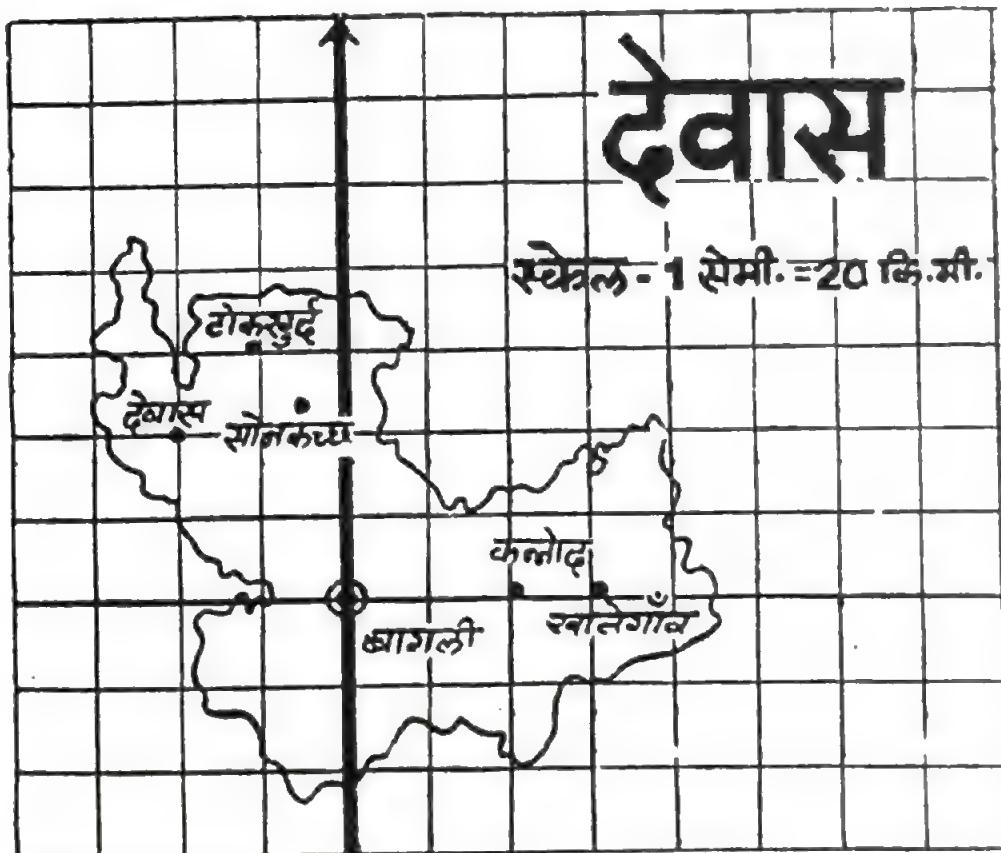 देवास
स्केल - 1 सेमी. = 20 कि.मी.
टोंकखुर्द
देवास
सोनकच्छ
कन्नोद
खातेगाँव
बागली